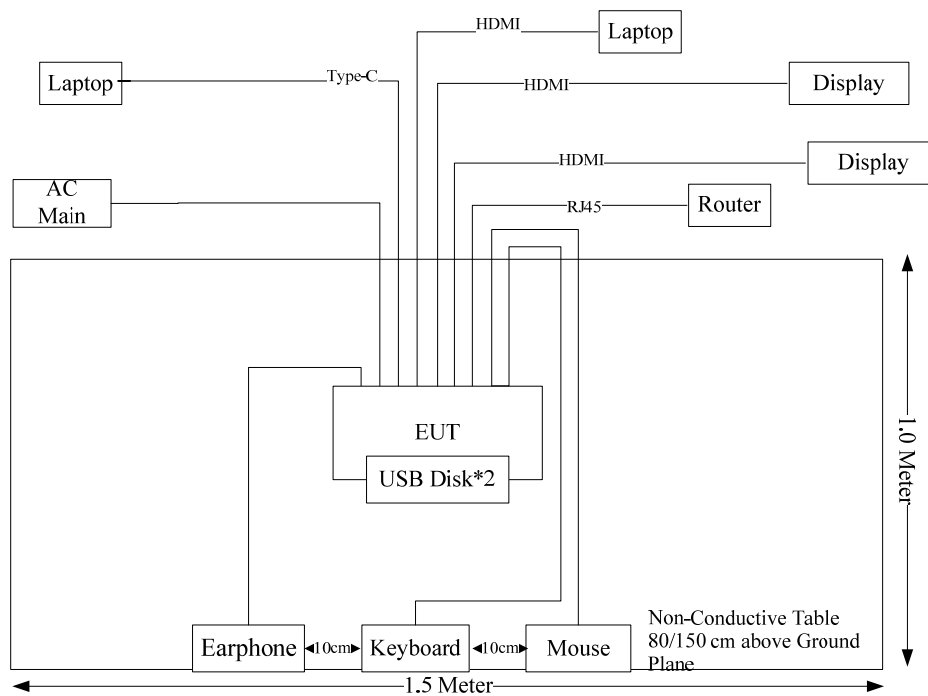 HDMI
Laptop
Laptop
Type-C
HDMI
Display
HDMI
Display
AC
Main
RJ45
Router
EUT
USB Disk*2
1.0 Meter
Earphone
10cm
Keyboard
10cm
Mouse
Non-Conductive Table
80/150 cm above Ground
Plane
1.5 Meter